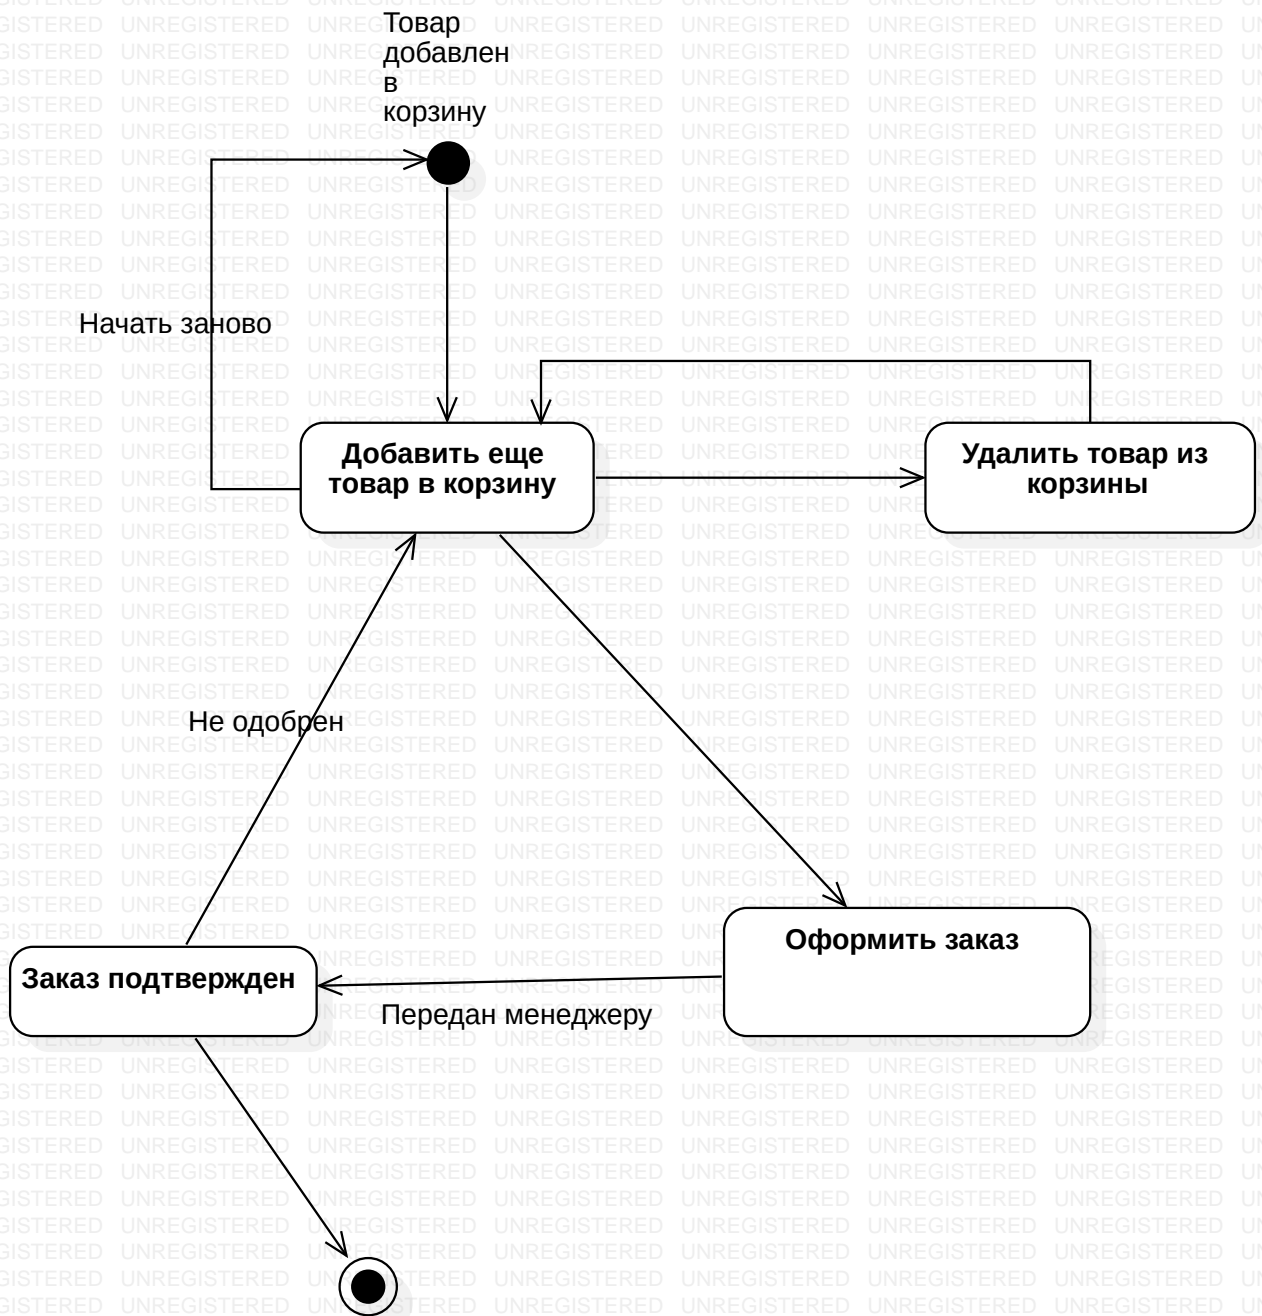 Товар
добавлен
в
корзину
Начать заново
Добавить еще
товар в корзину
Удалить товар из
корзины
Не одобрен
Оформить заказ
Заказ подтвержден
Передан менеджеру
UNREGISTERED